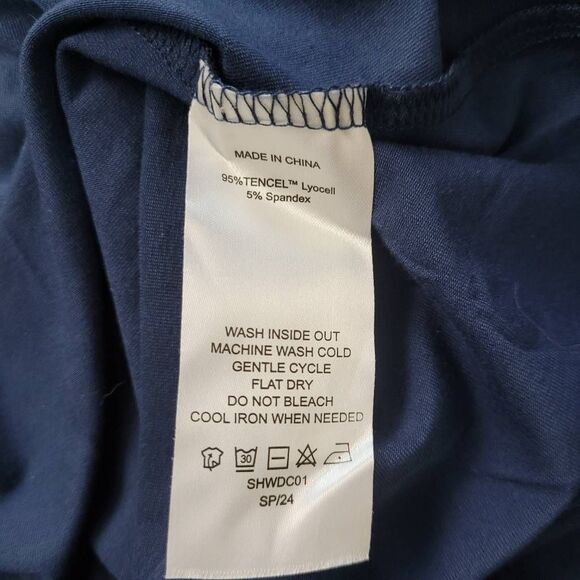 MADE IN CHINA
95%TENCEL™ Lyocell
5% Spandex
WASH INSIDE OUT
MACHINE WASH COLD
GENTLE CYCLE
FLAT DRY
DO NOT BLEACH
COOL IRON WHEN NEEDED
30
SHWDC01
SP/24